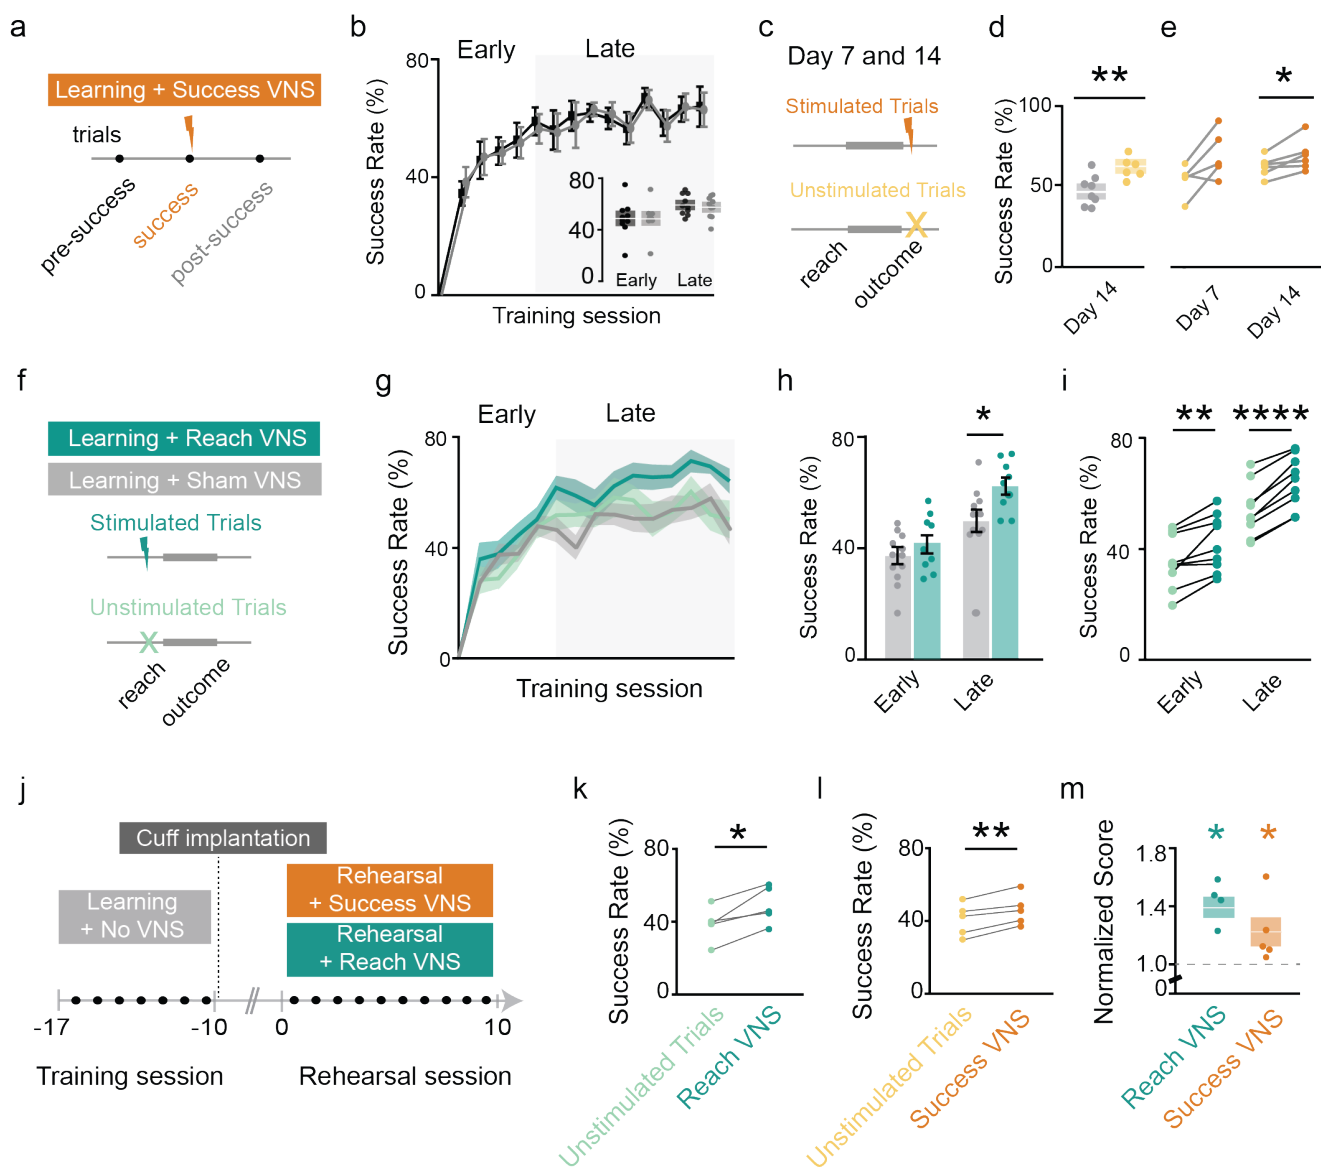 a
Learning + Success VNS
trials
pre-success
success
post-success
b
Early
Late
Success Rate (%)
80
40
0
80
40
0
Early
Late
Training session
c
Day 7 and 14
Stimulated Trials
Unstimulated Trials
X
reach
outcome
d
**
Success Rate (%)
100
50
0
Day 14
e
*
Day 7
Day 14
f
Learning + Reach VNS
Learning + Sham VNS
Stimulated Trials
Unstimulated Trials
X
reach
outcome
g
Early
Late
Success Rate (%)
80
40
0
Training session
h
*
Success Rate (%)
80
40
0
Early
Late
i
**
****
Success Rate (%)
80
40
0
Early
Late
j
Cuff implantation
Learning
+ No VNS
Rehearsal
+ Success VNS
Rehearsal
+ Reach VNS
-17
-10
0
10
Training session
Rehearsal session
k
*
Success Rate (%)
80
40
0
Unstimulated Trials
Reach VNS
l
**
Success Rate (%)
80
40
0
Unstimulated Trials
Success VNS
m
*
*
Normalized Score
1.8
1.4
1.0
0
Reach VNS
Success VNS